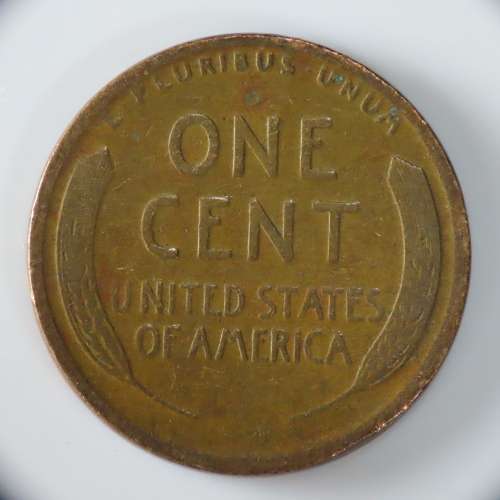 E PLURIBUS UNUM
ONE
CENT
UNITED STATES
OF AMERICA